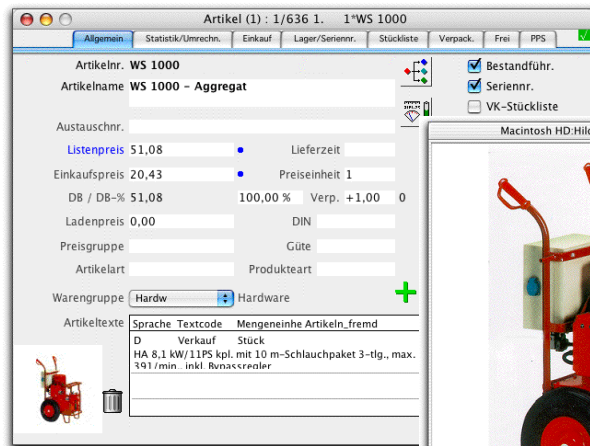 Artikel (1) : 1/636 1. 1*WS 1000
Allgemein Statistik/Umrechn. Einkauf Lager/Seriennr. Stückliste Verpack. Frei PPS
Artikelnr. WS 1000
Bestandführ.
Artikelname WS 1000 - Aggregat
Seriennr.
VK-Stückliste
Austauschnr.
Macintosh HD:Hild
Listenpreis 51,08 Lieferzeit
Einkaufspreis 20,43 Preiseinheit 1
DB / DB-% 51,08 100,00 % Verp. +1,00 0
Ladenpreis 0,00 DIN
Preisgruppe Güte
Artikelart Produkteart
Warengruppe Hardw Hardware
Artikeltexte Sprache Textcode Mengeneinhe Artikeln_fremd
D Verkauf Stück
HA 8,1 kW/11PS kpl. mit 10 m-Schlauchpaket 3-tlg., max.
391/min., inkl. Bypassregler